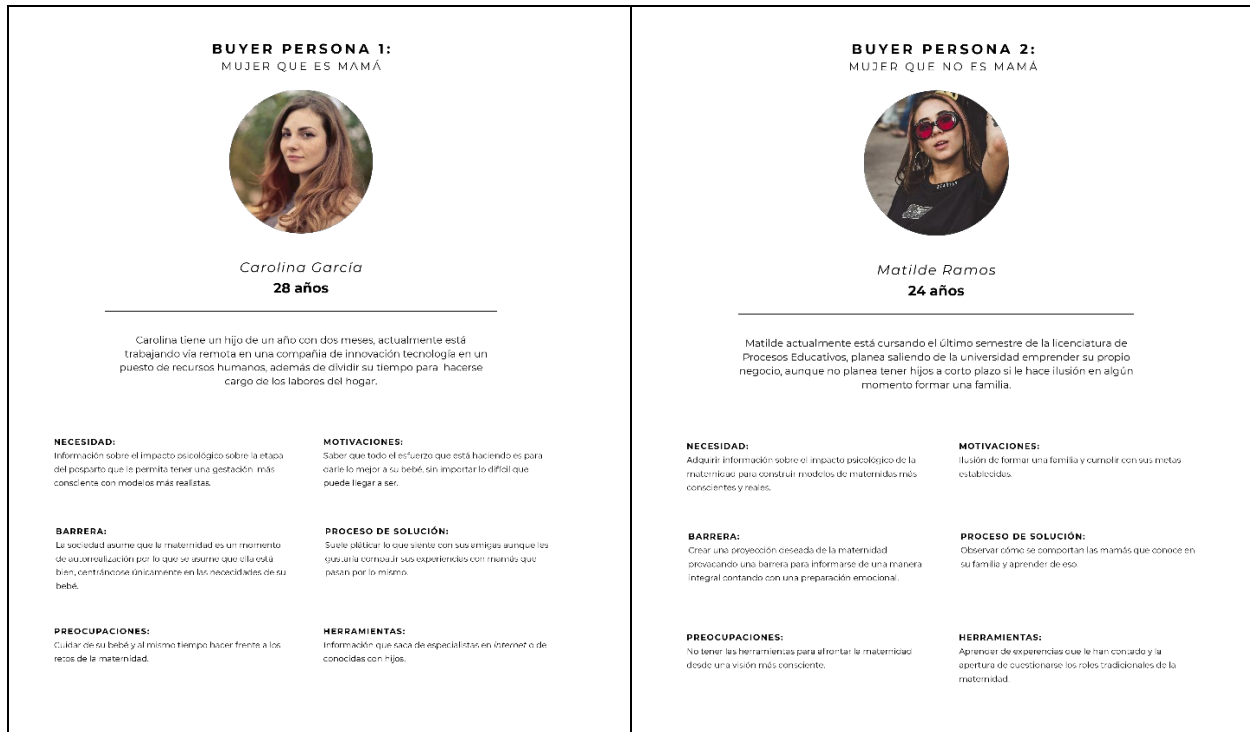 BUYER PERSONA 1:
MUJER QUE ES MAMÁ
Carolina García
28 años
Carolina tiene un hijo de un año con dos meses, actualmente está
trabajando vía remota en una compañia de innovación tecnología en un
puesto de recursos humanos, además de dividir su tiempo para hacerse
cargo de los labores del hogar.
NECESIDAD:
Información sobre el impacto psicológico sobre la etapa
del posparto que le permita tener una gestación más
consciente con modelos más realistas.
MOTIVACIONES:
Saber que todo el esfuerzo que está haciendo es para
darle lo mejor a su bebé, sin importar lo difícil que
puede llegar a ser.
BARRERA:
La sociedad asume que la maternidad es un momento
de autorrealización por lo que se asume que ella está
bien, centrándose únicamente en las nececidades de su
bebé.
PROCESO DE SOLUCIÓN:
Suele pláticar lo que siente con sus amigas aunque les
gustaría compatir sus experiencias con mamás que
pasan por lo mismo.
PREOCUPACIONES:
Cuidar de su bebé y al mismo tiempo hacer frente a los
retos de la maternidad.
HERRAMIENTAS:
Información que saca de especialistas en internet o de
conocidas con hijos.
BUYER PERSONA 2:
MUJER QUE NO ES MAMÁ
Matilde Ramos
24 años
Matilde actualmente está cursando el último semestre de la licenciatura de
Procesos Educativos, planea saliendo de la universidad emprender su propio
negocio, aunque no planea tener hijos a corto plazo si le hace ilusión en algún
momento formar una familia.
NECESIDAD:
Adquirir información sobre el impacto psicológico de la
maternidad para construir modelos de maternidas más
conscientes y reales.
MOTIVACIONES:
Ilusión de formar una familia y cumplir con sus metas
establecidas.
BARRERA:
Crear una proyección deseada de la maternidad
provacando una barrera para informarse de una manera
integral contando con una preparación emocional.
PROCESO DE SOLUCIÓN:
Observar cómo se comportan las mamás que conoce en
su familia y aprender de eso.
PREOCUPACIONES:
No tener las herramientas para afrontar la maternidad
desde una visión más consciente.
HERRAMIENTAS:
Aprender de experencias que le han contado y la
apertura de cuestionarse los roles tradicionales de la
maternidad.